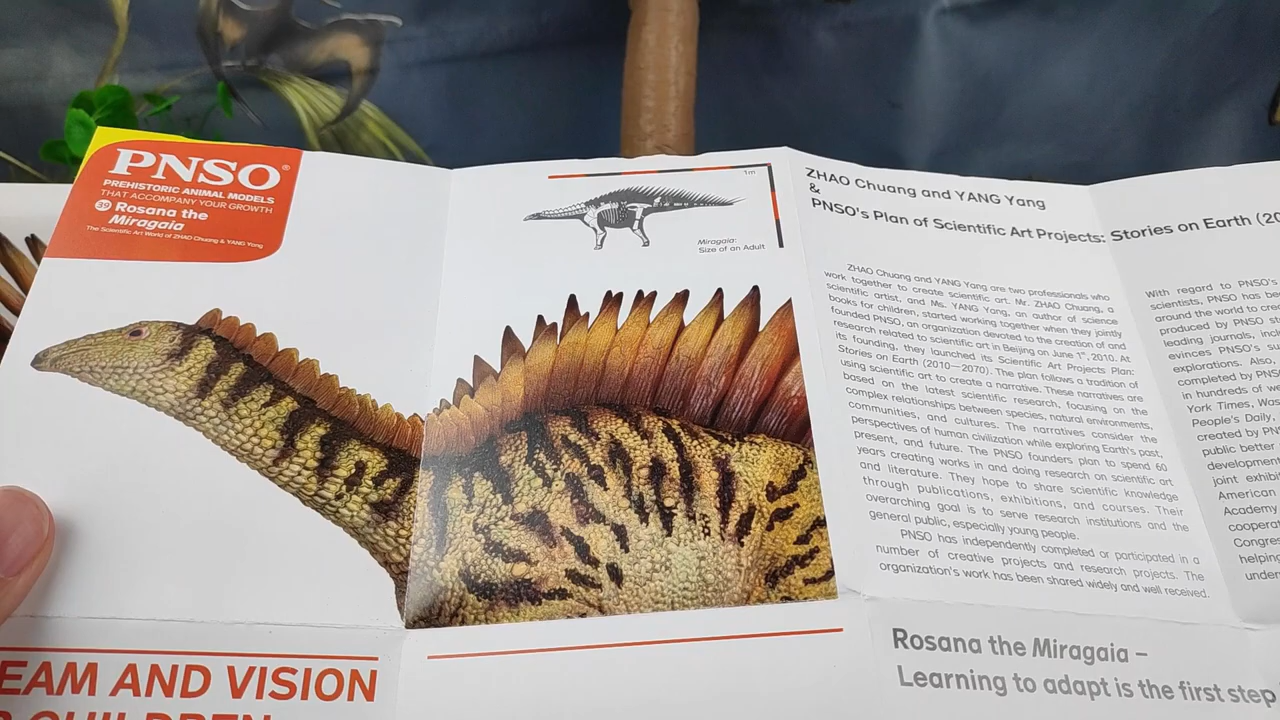 PNSO®
PREHISTORIC ANIMAL MODELS
THAT ACCOMPANY YOUR GROWTH
39 Rosana the
Miragaia
The Scientific Art World of ZHAO Chuang & YANG Yang
1m
Miragaia:
Size of an Adult
ZHAO Chuang and YANG Yang
&
PNSO's Plan of Scientific Art Projects: Stories on Earth (20
ZHAO Chuang and YANG Yang are two professionals who
work together to create scientific art. Mr. ZHAO Chuang, a
scientific artist, and Ms. YANG Yang, an author of science
books for children, started working together when they jointly
founded PNSO, an organization devoted to the creation of and
research related to scientific art in Beijing on June 1st, 2010. At
its founding, they launched its Scientific Art Projects Plan:
Stories on Earth (2010—2070). The plan follows a tradition of
using scientific art to create a narrative. These narratives are
based on the latest scientific research, focusing on the
complex relationships between species, natural environments,
communities, and cultures. The narratives consider the
perspectives of human civilization while exploring Earth's past,
present, and future. The PNSO founders plan to spend 60
years creating works in and doing research on scientific art
and literature. They hope to share scientific knowledge
through publications, exhibitions, and courses. Their
overarching goal is to serve research institutions and the
general public, especially young people.
PNSO has independently completed or participated in a
number of creative projects and research projects. The
organization's work has been shared widely and well received.
With regard to PNSO's
scientists, PNSO has be
around the world to cre
produced by PNSO s
leading journals, ind
evinces PNSO's su
explorations. Also,
completed by PNS
in hundreds of we
York Times, Was
People's Daily,
created by PN
public better
development
joint exhibi
American
Academy
coopera
Congres
helping
under
EAM AND VISION
CHILDREN
Rosana the Miragaia –
Learning to adapt is the first step